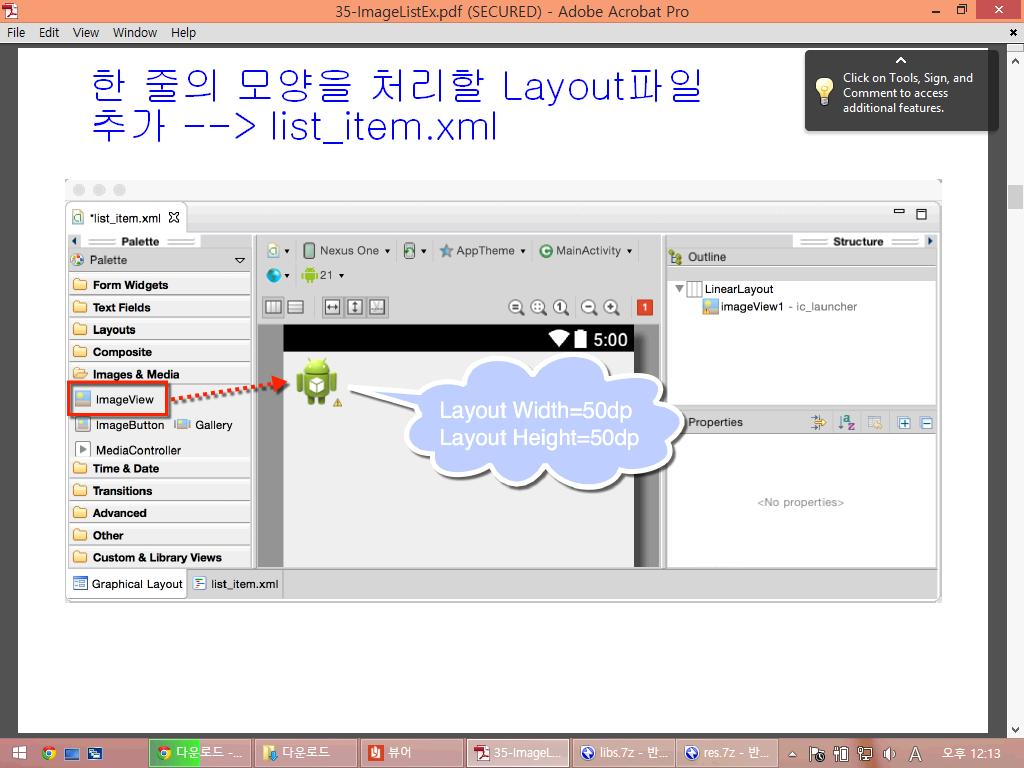 35-ImageListEx.pdf (SECURED) - Adobe Acrobat Pro
File Edit View Window Help
한 줄의 모양을 처리할 Layout파일
추가 --> list_item.xml
Click on Tools, Sign, and
Comment to access
additional features.
*list_item.xml
Palette
Palette
Form Widgets
Text Fields
Layouts
Composite
Images & Media
ImageView
ImageButton Gallery
MediaController
Time & Date
Transitions
Advanced
Other
Custom & Library Views
Graphical Layout list_item.xml
Nexus One AppTheme MainActivity
21
1 1
5:00
Layout Width=50dp
Layout Height=50dp
Structure
Outline
LinearLayout
imageView1 - ic_launcher
Properties
<No properties>
다운로드 -... 다운로드 뷰어 35-ImageL... libs.7z - 반... res.7z - 반... A 오후 12:13